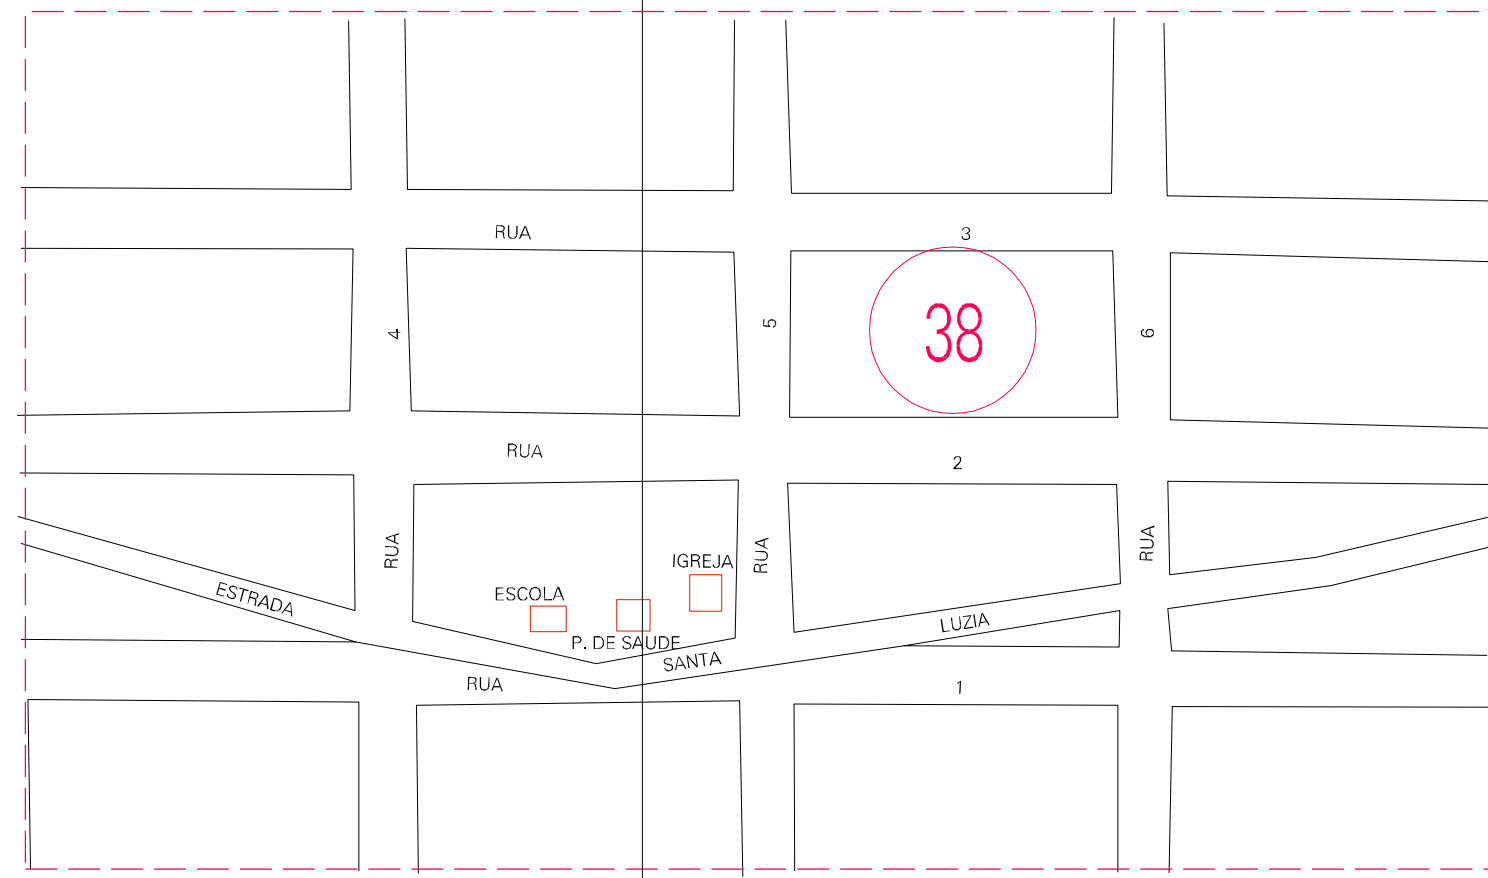 RUA 3
38
4
5
6
RUA 2
RUA
RUA
RUA
IGREJA
ESCOLA
P. DE SAUDE
ESTRADA SANTA LUZIA
RUA 1